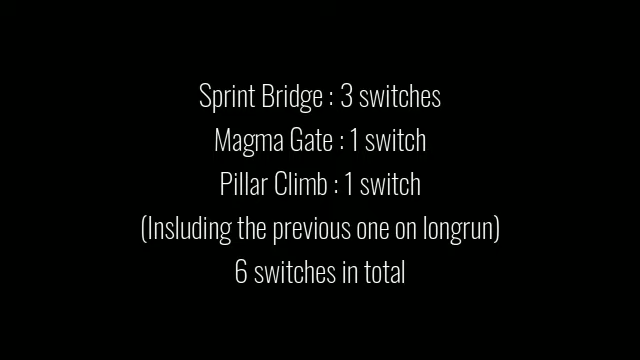 Sprint Bridge : 3 switches
Magma Gate : 1 switch
Pillar Climb : 1 switch
(Insluding the previous one on longrun)
6 switches in total